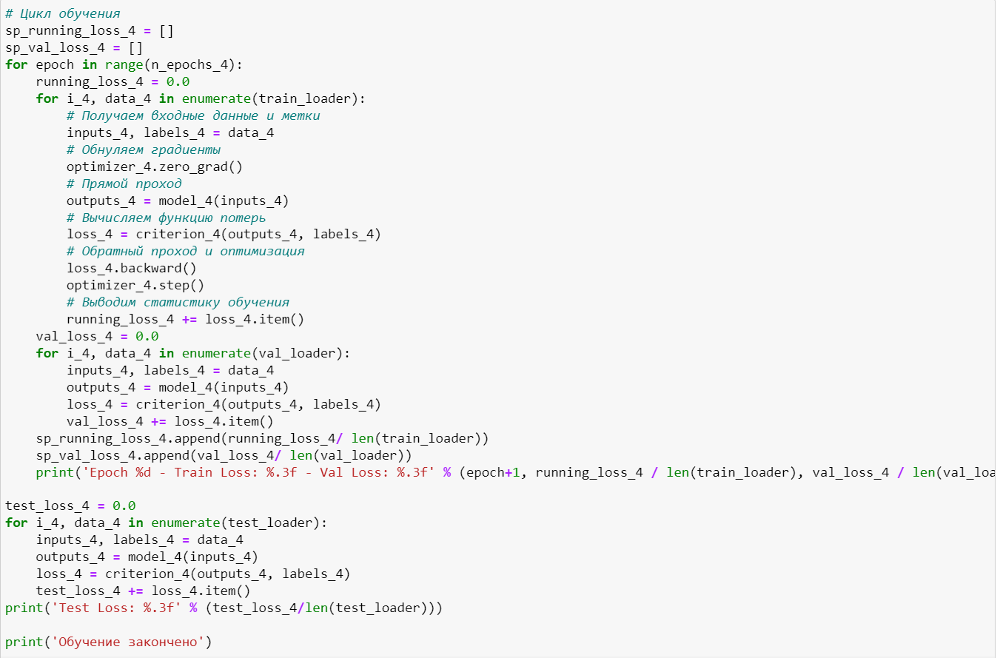 # Цикл обучения
sp_running_loss_4 = []
sp_val_loss_4 = []
for epoch in range(n_epochs_4):
    running_loss_4 = 0.0
    for i_4, data_4 in enumerate(train_loader):
        # Получаем входные данные и метки
        inputs_4, labels_4 = data_4
        # Обнуляем градиенты
        optimizer_4.zero_grad()
        # Прямой проход
        outputs_4 = model_4(inputs_4)
        # Вычисляем функцию потерь
        loss_4 = criterion_4(outputs_4, labels_4)
        # Обратный проход и оптимизация
        loss_4.backward()
        optimizer_4.step()
        # Выводим статистику обучения
        running_loss_4 += loss_4.item()
    val_loss_4 = 0.0
    for i_4, data_4 in enumerate(val_loader):
        inputs_4, labels_4 = data_4
        outputs_4 = model_4(inputs_4)
        loss_4 = criterion_4(outputs_4, labels_4)
        val_loss_4 += loss_4.item()
    sp_running_loss_4.append(running_loss_4/ len(train_loader))
    sp_val_loss_4.append(val_loss_4/ len(val_loader))
    print('Epoch %d - Train Loss: %.3f - Val Loss: %.3f' % (epoch+1, running_loss_4 / len(train_loader), val_loss_4 / len(val_loa

test_loss_4 = 0.0
for i_4, data_4 in enumerate(test_loader):
    inputs_4, labels_4 = data_4
    outputs_4 = model_4(inputs_4)
    loss_4 = criterion_4(outputs_4, labels_4)
    test_loss_4 += loss_4.item()
print('Test Loss: %.3f' % (test_loss_4/len(test_loader)))

print('Обучение закончено')